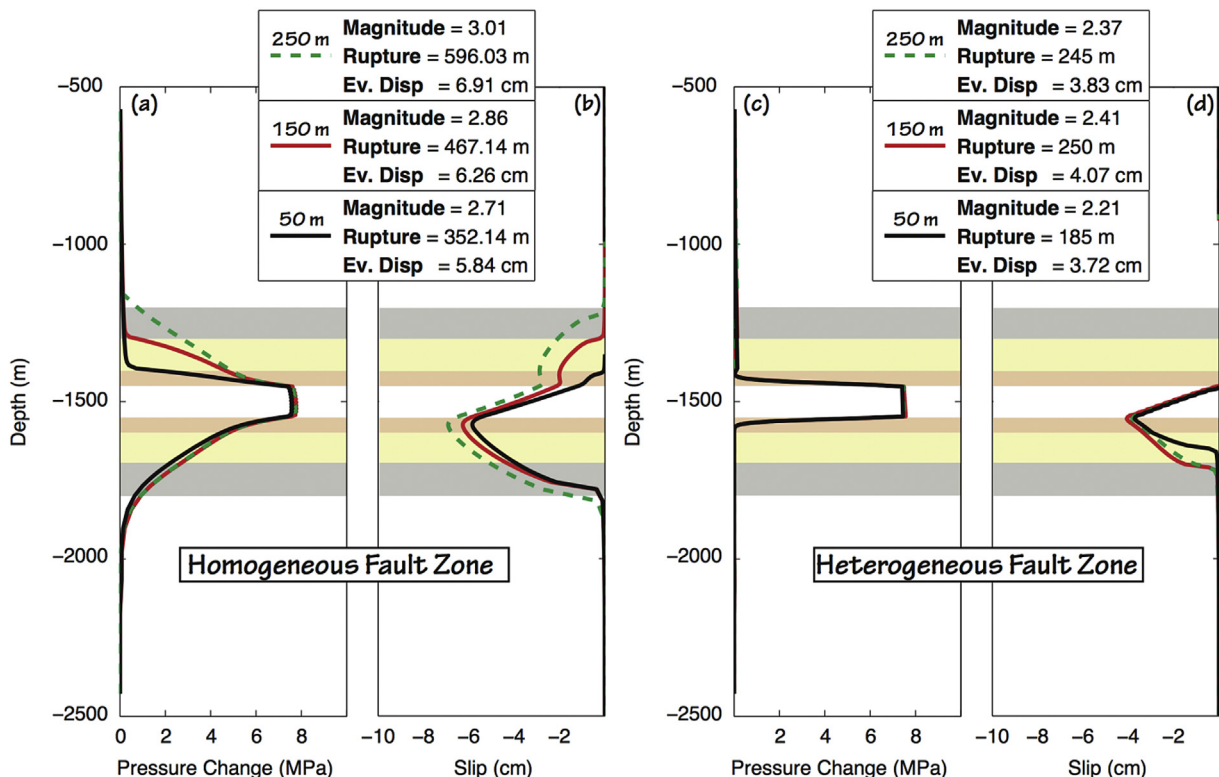 250 m
Magnitude = 3.01
Rupture = 596.03 m
Ev. Disp = 6.91 cm
150 m
Magnitude = 2.86
Rupture = 467.14 m
Ev. Disp = 6.26 cm
50 m
Magnitude = 2.71
Rupture = 352.14 m
Ev. Disp = 5.84 cm
250 m
Magnitude = 2.37
Rupture = 245 m
Ev. Disp = 3.83 cm
150 m
Magnitude = 2.41
Rupture = 250 m
Ev. Disp = 4.07 cm
50 m
Magnitude = 2.21
Rupture = 185 m
Ev. Disp = 3.72 cm
(a)
(b)
(c)
(d)
−500
−1000
−1500
−2000
−2500
Depth (m)
−500
−1000
−1500
−2000
−2500
Depth (m)
Homogeneous Fault Zone
Heterogeneous Fault Zone
0 2 4 6 8
−10 −8 −6 −4 −2
2 4 6 8
−10 −8 −6 −4 −2
Pressure Change (MPa)
Slip (cm)
Pressure Change (MPa)
Slip (cm)